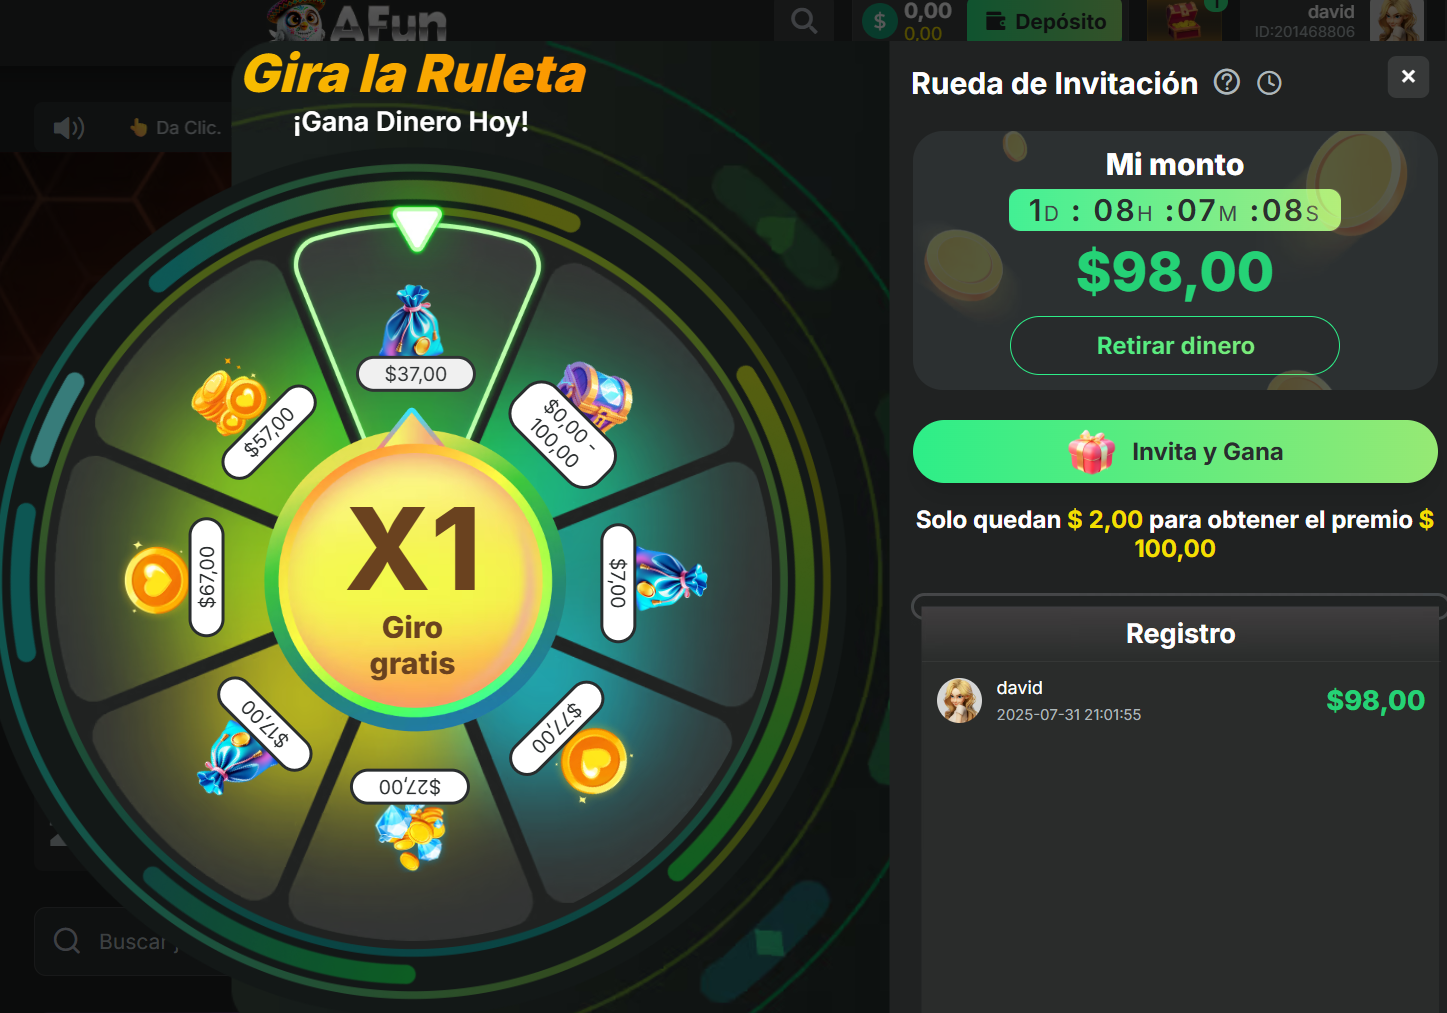 AFun
$
0,00
0,00
Depósito
1
david
ID:201468806
Gira la Ruleta
¡Gana Dinero Hoy!
Da Clic.
Rueda de Invitación
?
×
Mi monto
1D : 08H :07M :08S
$98,00
Retirar dinero
Invita y Gana
Solo quedan $ 2,00 para obtener el premio $
100,00
Registro
david
2025-07-31 21:01:55
$98,00
$37,00
$0,00 -
100,00
$7,00
$77,00
$27,00
$17,00
$67,00
$57,00
X1
Giro
gratis
Buscar